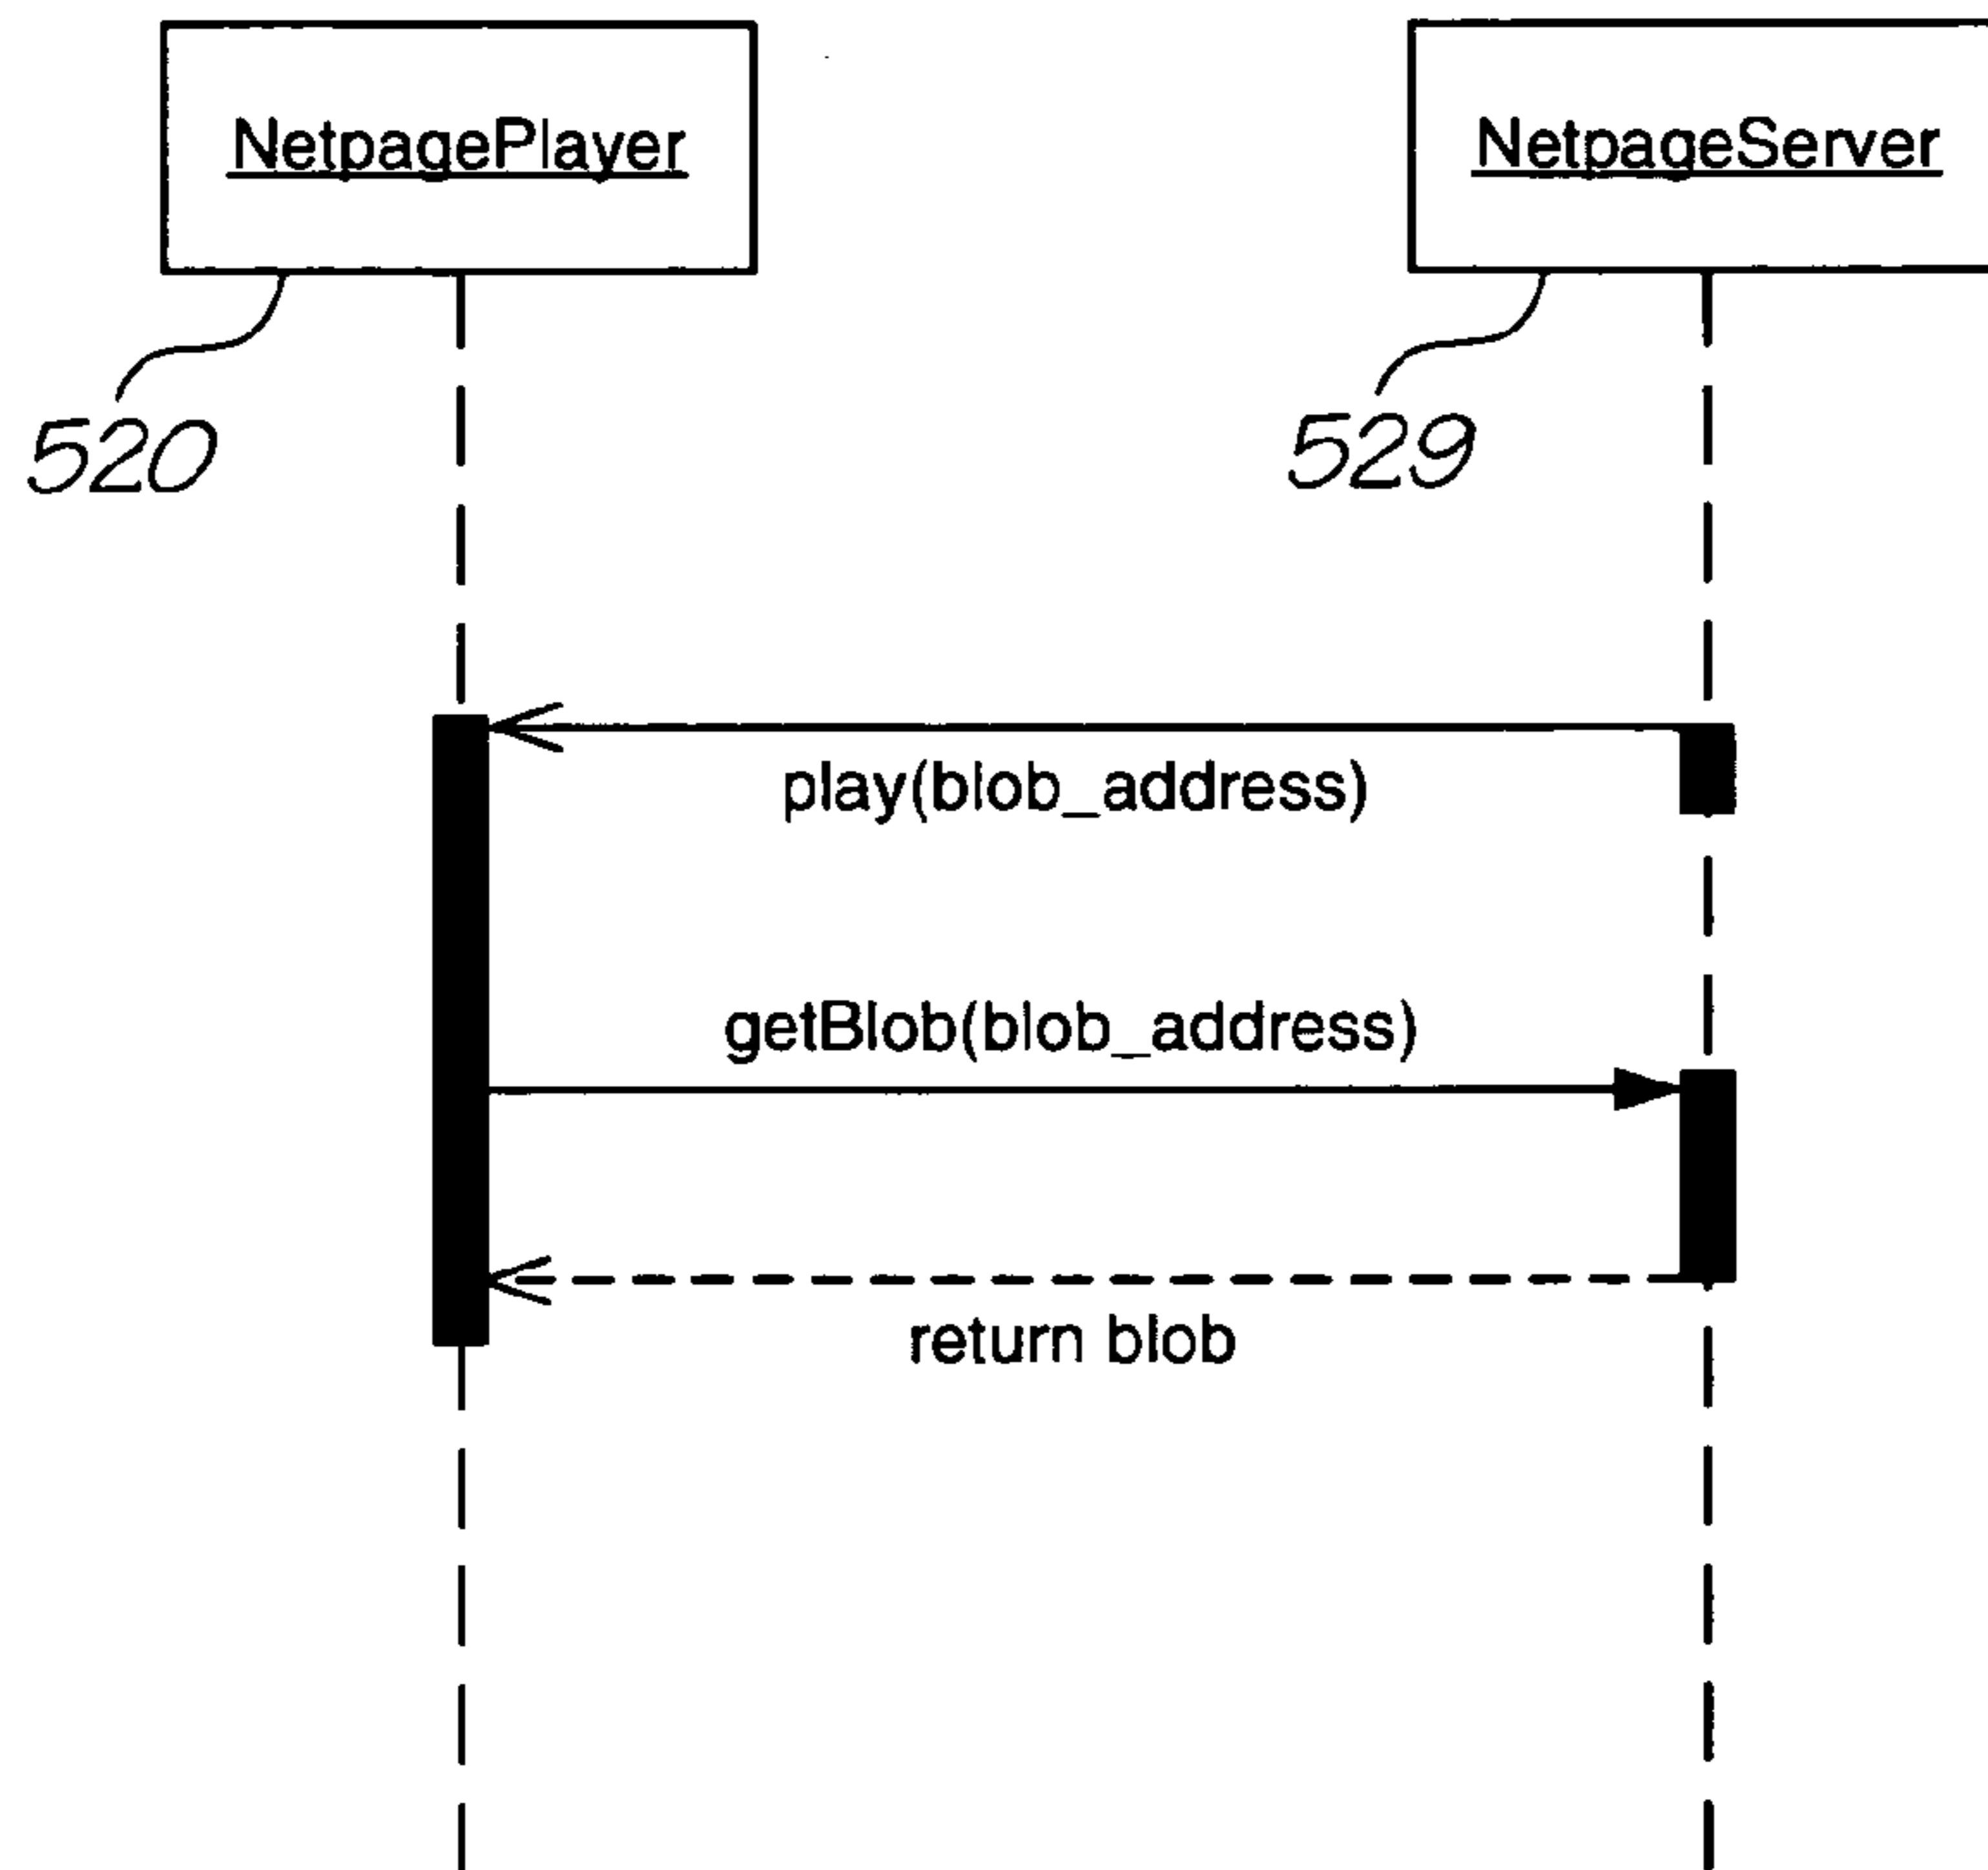 NetpagePlayer
NetpageServer
520
529
play(blob_address)
getBlob(blob_address)
return blob